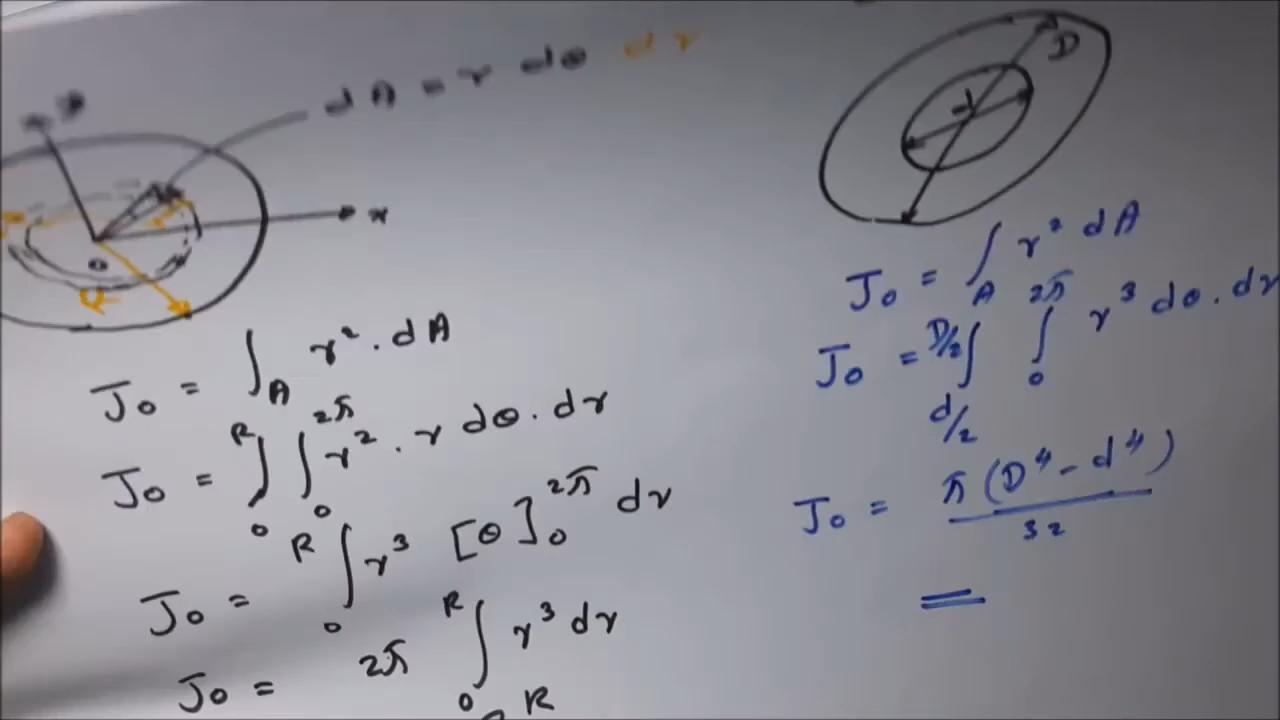 y
dA = r dθ dr
x
o
R
J₀ = ∫_A r² . dA
J₀ = ∫₀^R ∫₀^2π r² . r dθ . dr
J₀ = ∫₀^R r³ [θ]₀^2π dr
J₀ = 2π ∫₀^R r³ dr
R
D
d
J₀ = ∫_A r² dA
J₀ = ∫_d/2^D/2 ∫₀^2π r³ dθ . dr
J₀ = π (D⁴ - d⁴) / 32